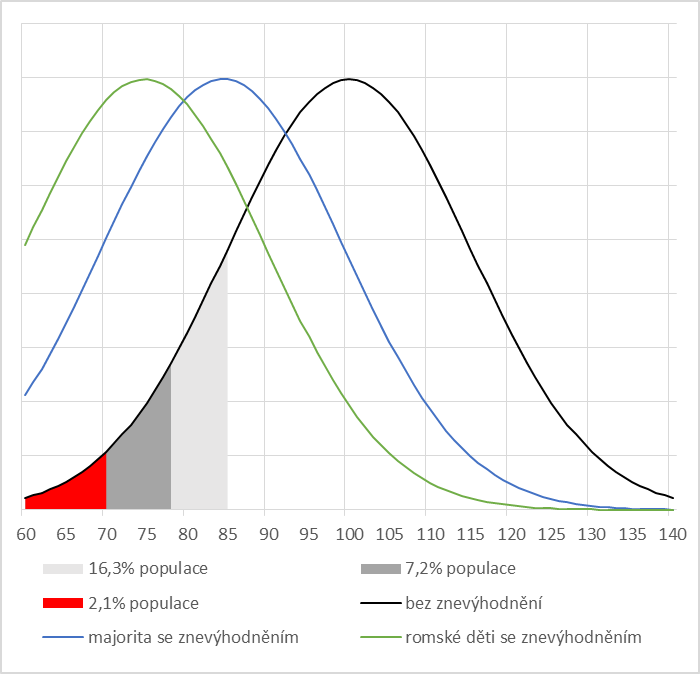 60 65 70 75 80 85 90 95 100 105 110 115 120 125 130 135 140
16,3% populace 7,2% populace
2,1% populace bez znevýhodnění
majorita se znevýhodněním romské děti se znevýhodněním